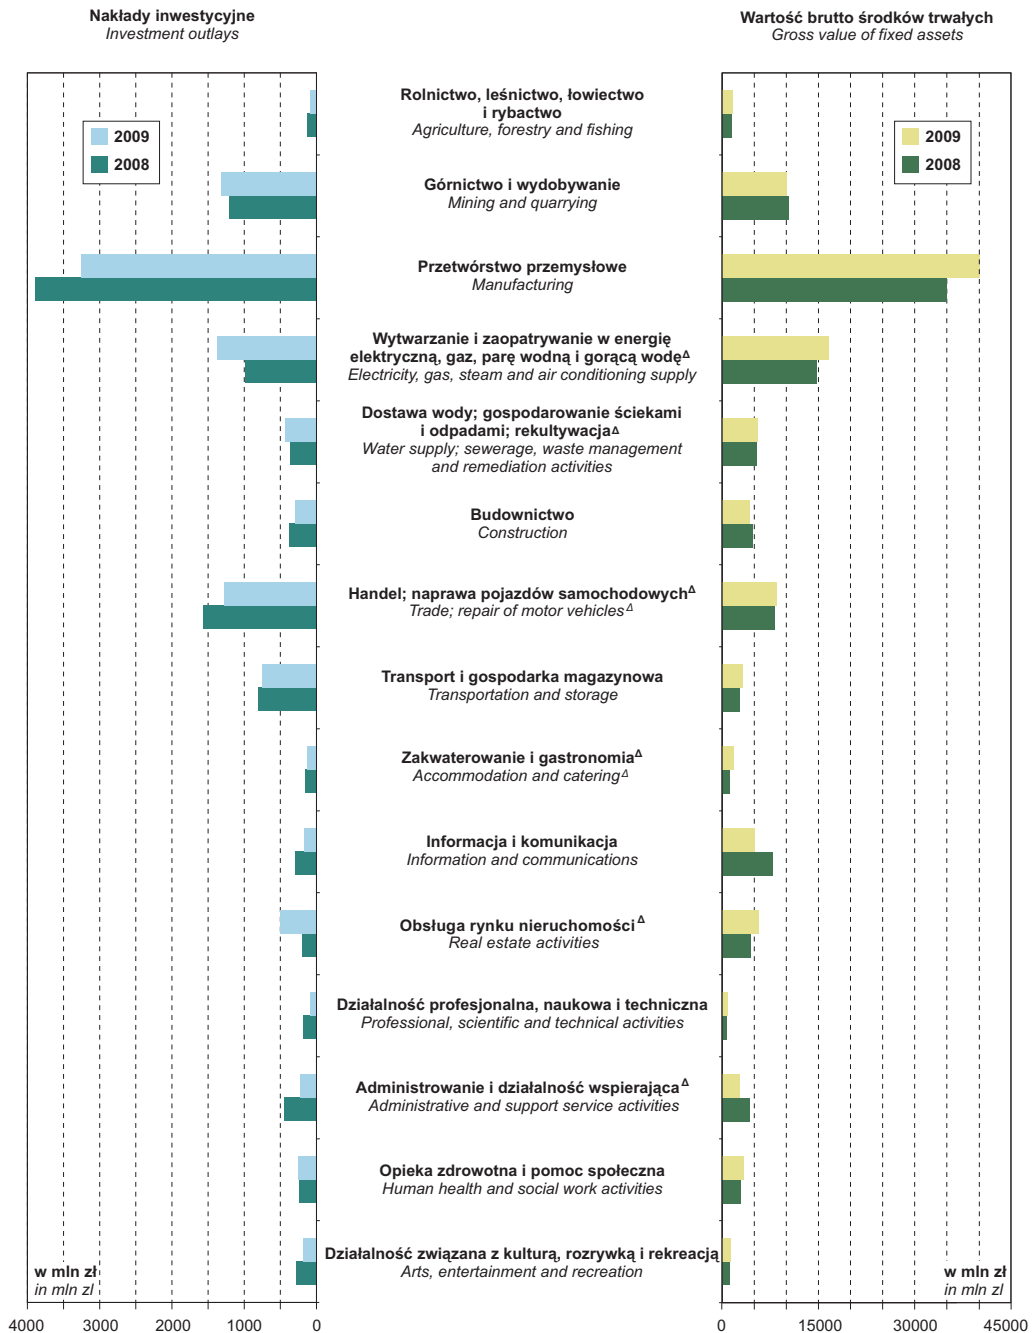 Nakłady inwestycyjne
Investment outlays
Wartość brutto środków trwałych
Gross value of fixed assets
2009
2008
2009
2008
Rolnictwo, leśnictwo, łowiectwo
i rybactwo
Agriculture, forestry and fishing
Górnictwo i wydobywanie
Mining and quarrying
Przetwórstwo przemysłowe
Manufacturing
Wytwarzanie i zaopatrywanie w energię
elektryczną, gaz, parę wodną i gorącą wodę∆
Electricity, gas, steam and air conditioning supply
Dostawa wody; gospodarowanie ściekami
i odpadami; rekultywacja∆
Water supply; sewerage, waste management
and remediation activities
Budownictwo
Construction
Handel; naprawa pojazdów samochodowych∆
Trade; repair of motor vehicles∆
Transport i gospodarka magazynowa
Transportation and storage
Zakwaterowanie i gastronomia∆
Accommodation and catering∆
Informacja i komunikacja
Information and communications
Obsługa rynku nieruchomości∆
Real estate activities
Działalność profesjonalna, naukowa i techniczna
Professional, scientific and technical activities
Administrowanie i działalność wspierająca∆
Administrative and support service activities
Opieka zdrowotna i pomoc społeczna
Human health and social work activities
Działalność związana z kulturą, rozrywką i rekreacją
Arts, entertainment and recreation
w mln zł
in mln zl
w mln zł
in mln zl
4000 3000 2000 1000 0
0 15000 30000 45000